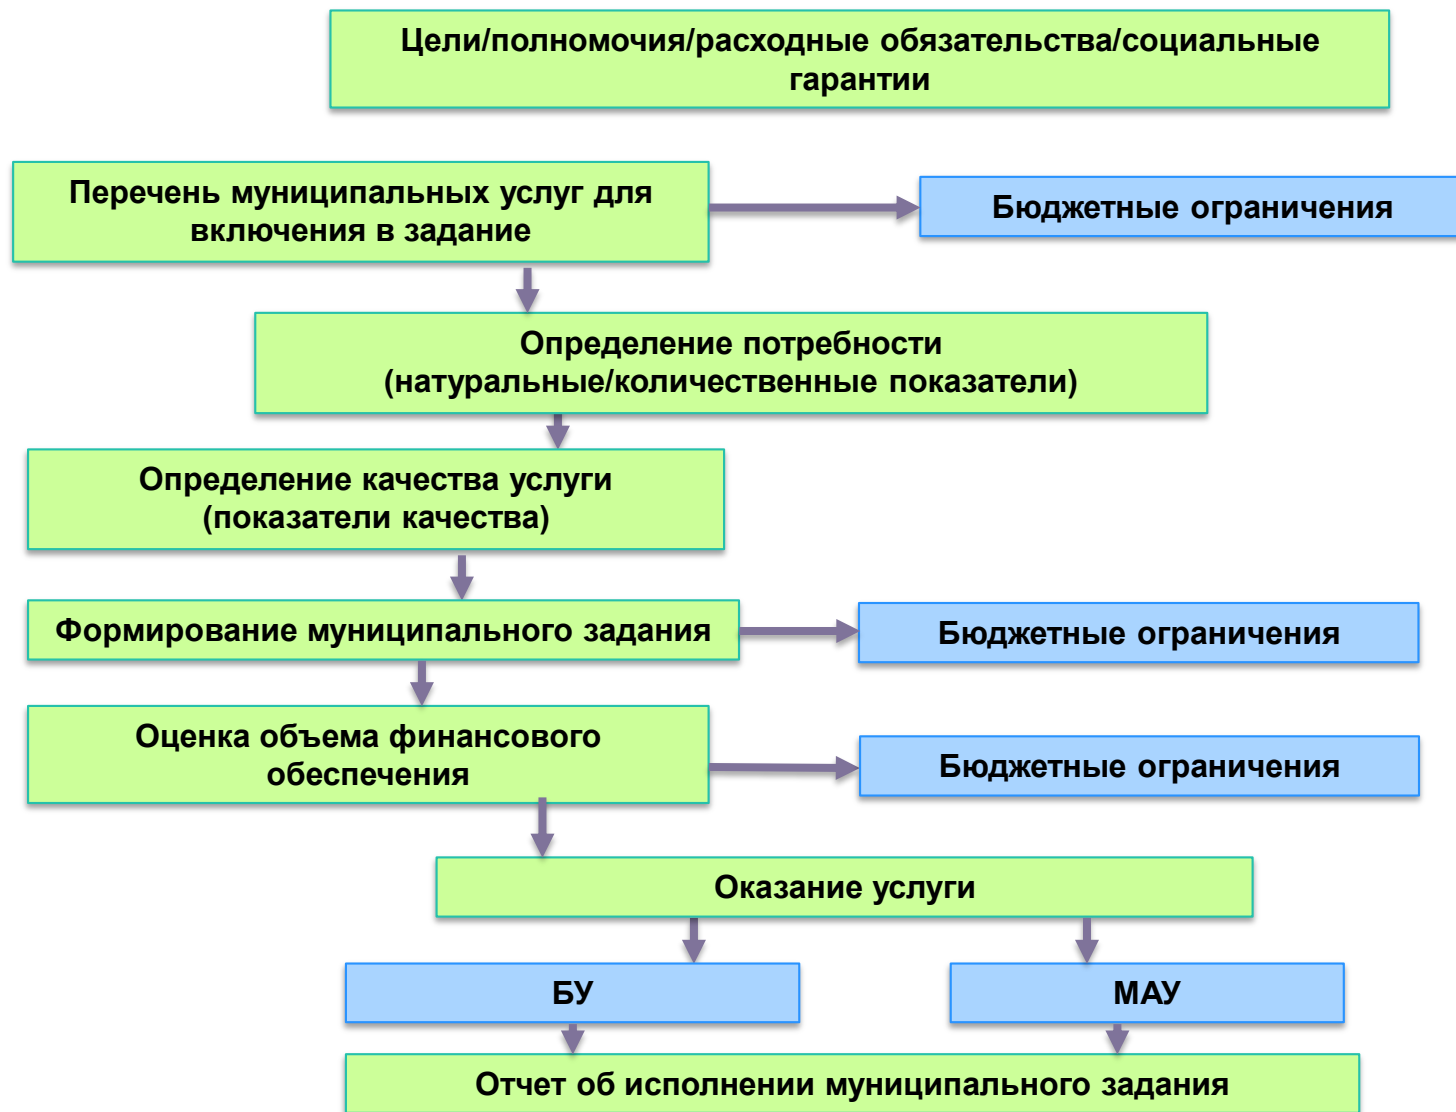 Цели/полномочия/расходные обязательства/социальные
гарантии
Перечень муниципальных услуг для
включения в задание
Бюджетные ограничения
Определение потребности
(натуральные/количественные показатели)
Определение качества услуги
(показатели качества)
Формирование муниципального задания
Бюджетные ограничения
Оценка объема финансового
обеспечения
Бюджетные ограничения
Оказание услуги
БУ
МАУ
Отчет об исполнении муниципального задания